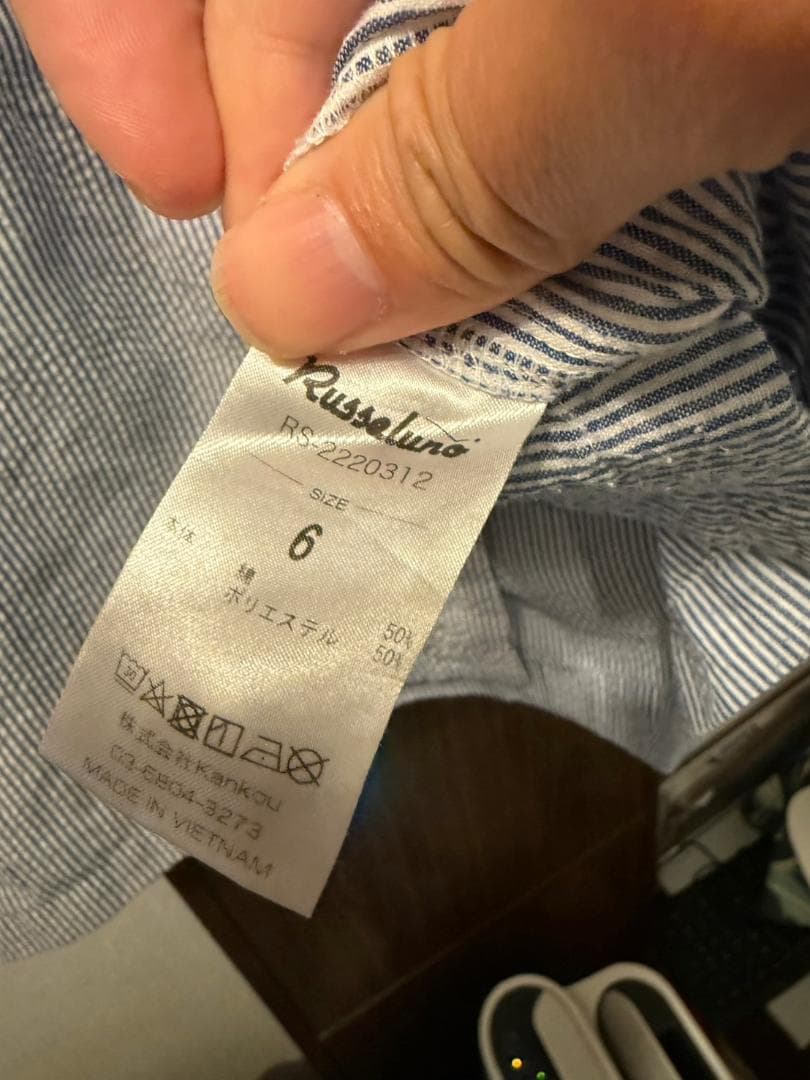 Russeluno
RS-2220312
SIZE
6
本体
綿 50%
ポリエステル 50%
株式会社Kankou
03-6804-3273
MADE IN VIETNAM